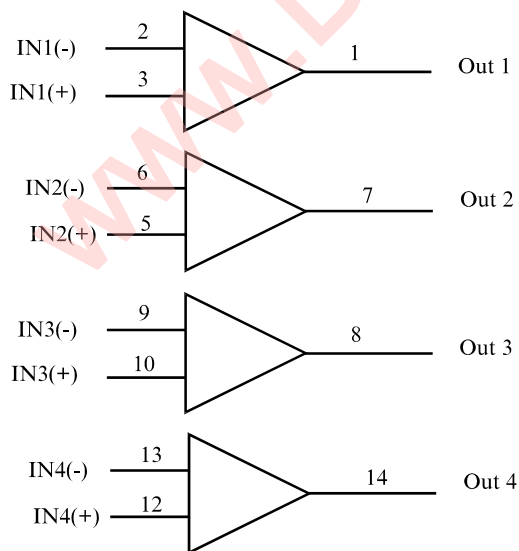 2
IN1(-)
1
Out 1
3
IN1(+)
6
IN2(-)
7
Out 2
5
IN2(+)
9
IN3(-)
8
Out 3
10
IN3(+)
13
IN4(-)
14
Out 4
12
IN4(+)
www.